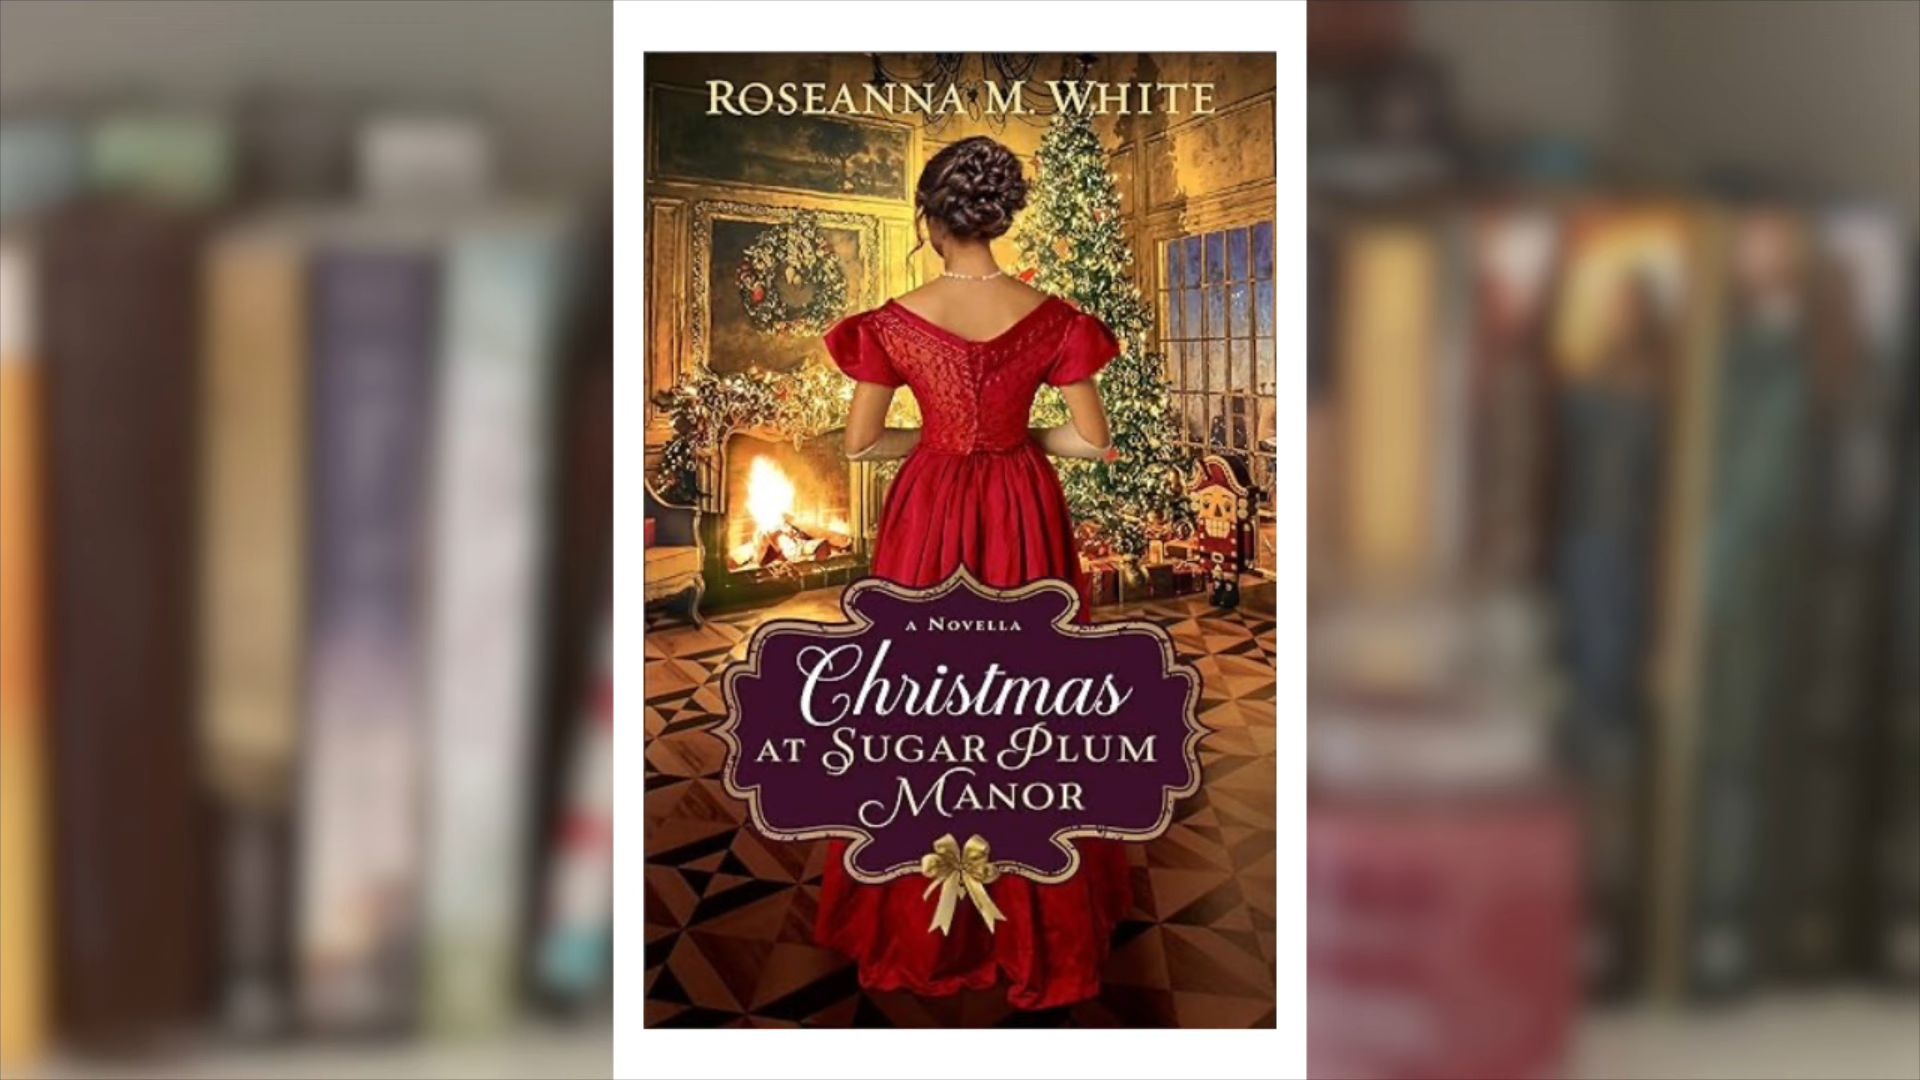 ROSEANNA M. WHITE
A NOVELLA
Christmas
AT SUGAR PLUM
MANOR